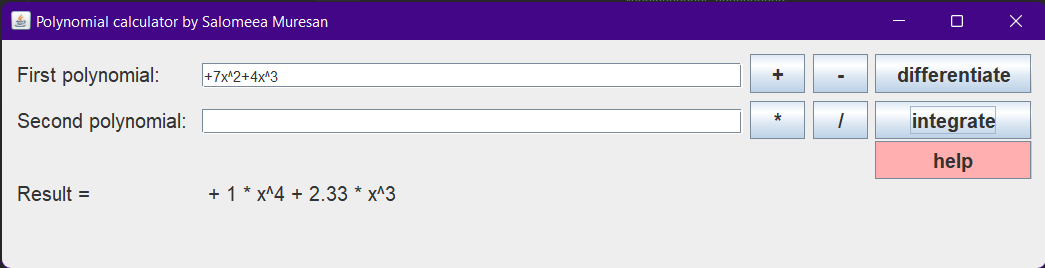 Polynomial calculator by Salomeea Muresan
First polynomial: +7x^2+4x^3 + - differentiate
Second polynomial: * / integrate
help
Result = + 1 * x^4 + 2.33 * x^3